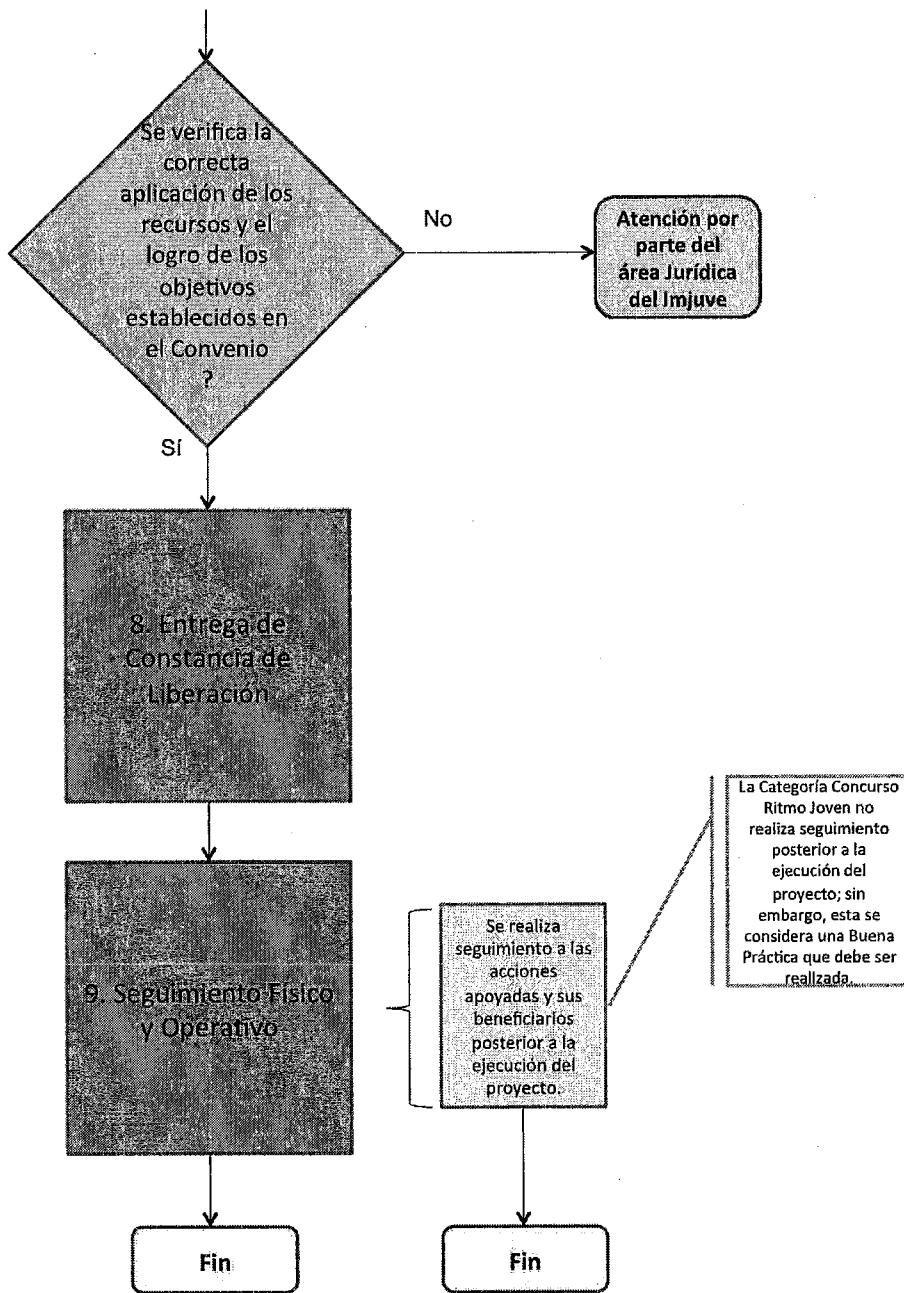 Se verifica la
correcta
aplicación de los
recursos y el
logro de los
objetivos
establecidos en
el Convenio
?
No
Atención por
parte del
área Jurídica
del Imjuve
Sí
8. Entrega de
Constancia de
Liberación
9. Seguimiento Físico
y Operativo
Se realiza
seguimiento a las
acciones
apoyadas y sus
beneficiarios
posterior a la
ejecución del
proyecto.
La Categoría Concurso
Ritmo Joven no
realiza seguimiento
posterior a la
ejecución del
proyecto; sin
embargo, esta se
considera una Buena
Práctica que debe ser
realizada.
Fin
Fin